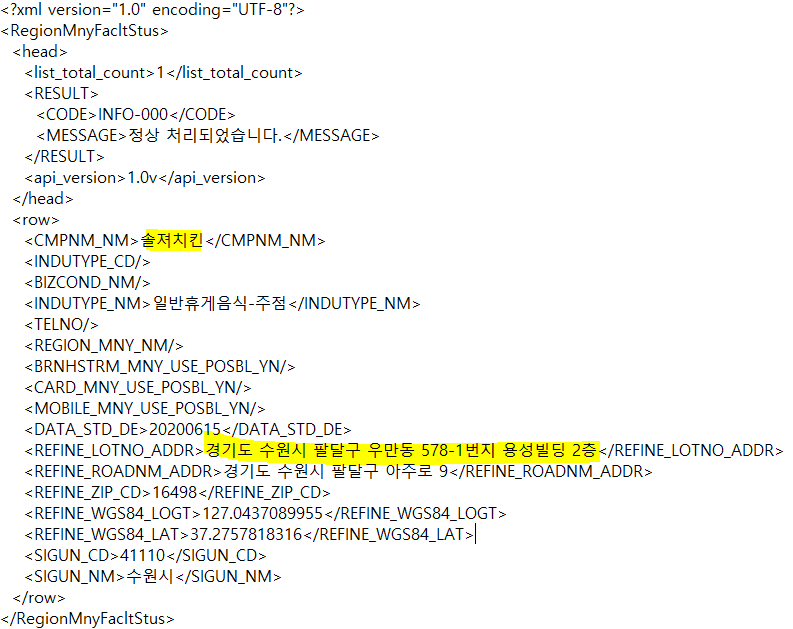 <?xml version="1.0" encoding="UTF-8"?>
<RegionMnyFacltStus>
<head>
<list_total_count>1</list_total_count>
<RESULT>
<CODE>INFO-000</CODE>
<MESSAGE>정상 처리되었습니다.</MESSAGE>
</RESULT>
<api_version>1.0v</api_version>
</head>
<row>
<CMPNM_NM>솔져치킨</CMPNM_NM>
<INDUTYPE_CD/>
<BIZCOND_NM/>
<INDUTYPE_NM>일반휴게음식-주점</INDUTYPE_NM>
<TELNO/>
<REGION_MNY_NM/>
<BRNHSTRM_MNY_USE_POSBL_YN/>
<CARD_MNY_USE_POSBL_YN/>
<MOBILE_MNY_USE_POSBL_YN/>
<DATA_STD_DE>20200615</DATA_STD_DE>
<REFINE_LOTNO_ADDR>경기도 수원시 팔달구 우만동 578-1번지 용성빌딩 2층</REFINE_LOTNO_ADDR>
<REFINE_ROADNM_ADDR>경기도 수원시 팔달구 아주로 9</REFINE_ROADNM_ADDR>
<REFINE_ZIP_CD>16498</REFINE_ZIP_CD>
<REFINE_WGS84_LOGT>127.0437089955</REFINE_WGS84_LOGT>
<REFINE_WGS84_LAT>37.2757818316</REFINE_WGS84_LAT>
<SIGUN_CD>41110</SIGUN_CD>
<SIGUN_NM>수원시</SIGUN_NM>
</row>
</RegionMnyFacltStus>